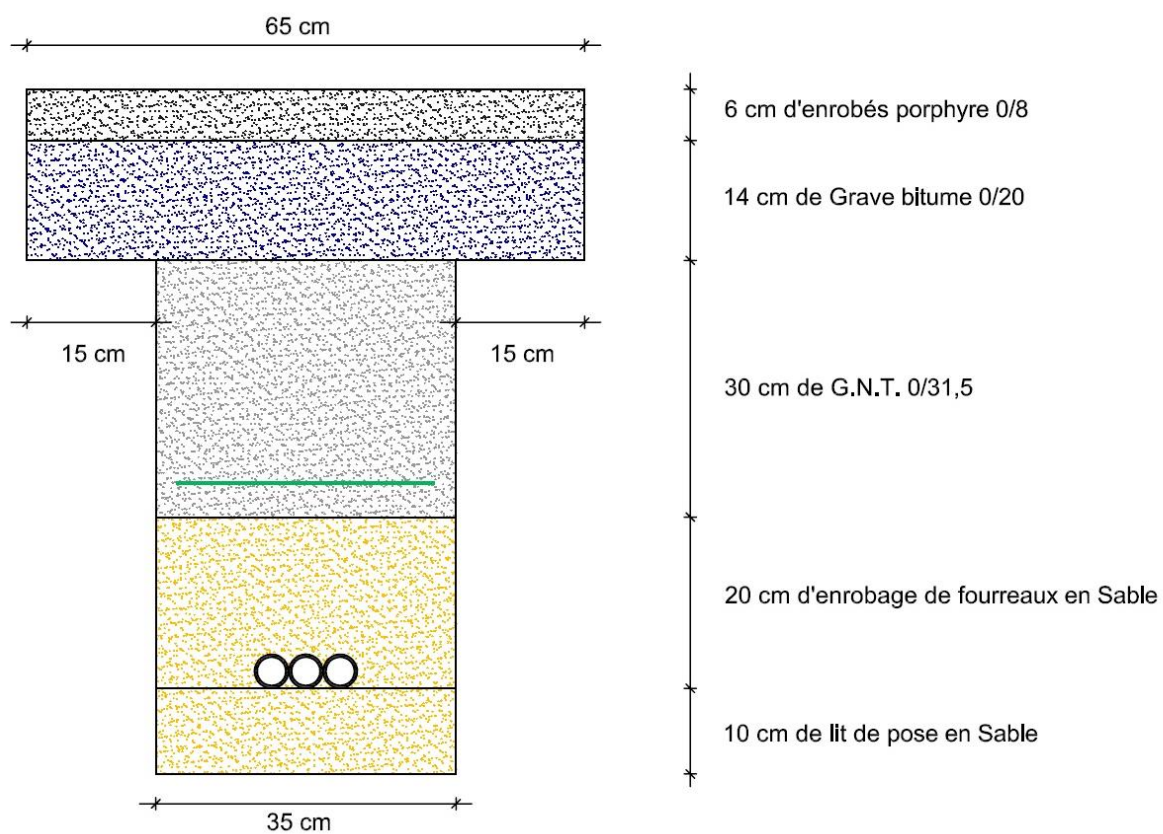 65 cm
6 cm d'enrobés porphyre 0/8
14 cm de Grave bitume 0/20
15 cm
15 cm
30 cm de G.N.T. 0/31,5
20 cm d'enrobage de fourreaux en Sable
10 cm de lit de pose en Sable
35 cm